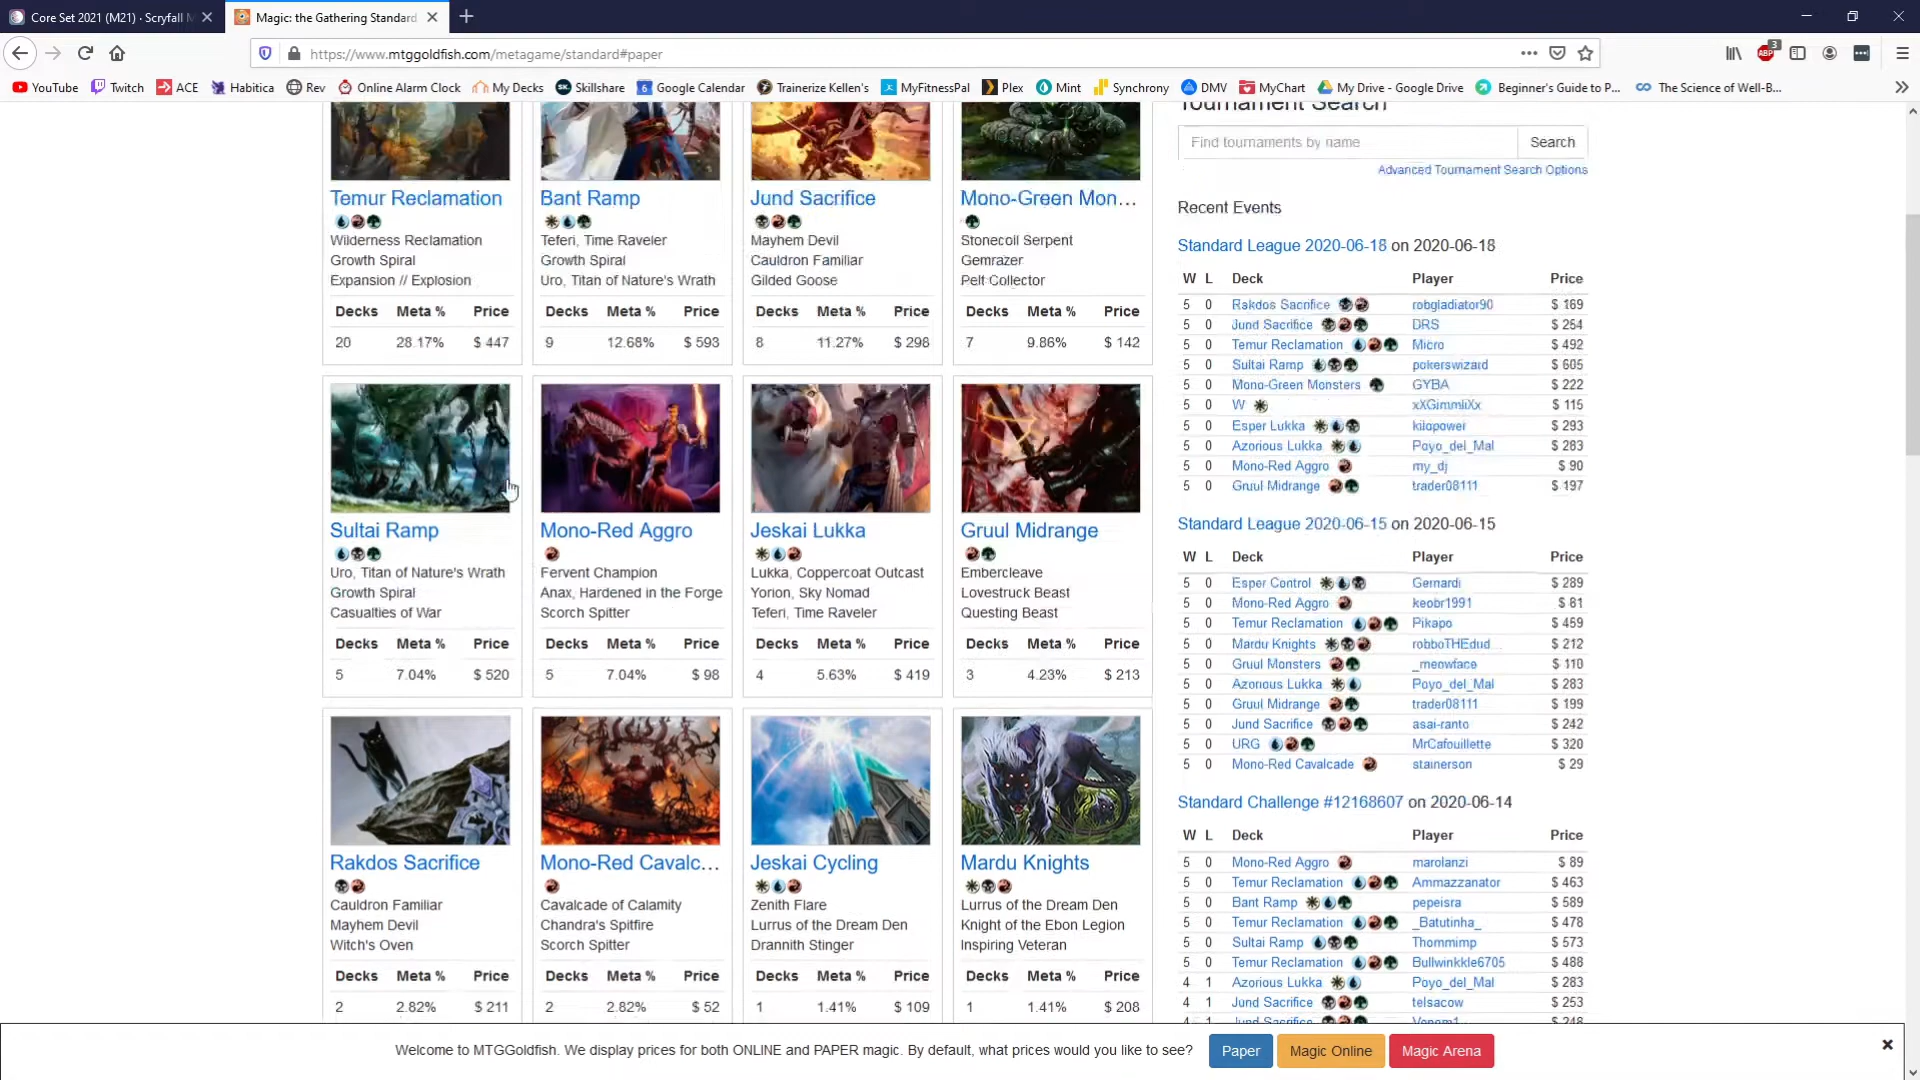 Core Set 2021 (M21) · Scryfall M
Magic: the Gathering Standard
https://www.mtggoldfish.com/metagame/standard#paper
3
ABP
YouTube Twitch ACE Habitica Rev Online Alarm Clock My Decks Skillshare Google Calendar Trainerize Kellen's MyFitnessPal Plex Mint Synchrony DMV MyChart My Drive - Google Drive Beginner's Guide to P... The Science of Well-B...
Temur Reclamation
Wilderness Reclamation
Growth Spiral
Expansion // Explosion
Decks Meta % Price
20 28.17% $ 447
Bant Ramp
Teferi, Time Raveler
Growth Spiral
Uro, Titan of Nature's Wrath
Decks Meta % Price
9 12.68% $ 593
Jund Sacrifice
Mayhem Devil
Cauldron Familiar
Gilded Goose
Decks Meta % Price
8 11.27% $ 298
Mono-Green Mon...
Stonecoil Serpent
Gemrazer
Pelt Collector
Decks Meta % Price
7 9.86% $ 142
Sultai Ramp
Uro, Titan of Nature's Wrath
Growth Spiral
Casualties of War
Decks Meta % Price
5 7.04% $ 520
Mono-Red Aggro
Fervent Champion
Anax, Hardened in the Forge
Scorch Spitter
Decks Meta % Price
5 7.04% $ 98
Jeskai Lukka
Lukka, Coppercoat Outcast
Yorion, Sky Nomad
Teferi, Time Raveler
Decks Meta % Price
4 5.63% $ 419
Gruul Midrange
Embercleave
Lovestruck Beast
Questing Beast
Decks Meta % Price
3 4.23% $ 213
Rakdos Sacrifice
Cauldron Familiar
Mayhem Devil
Witch's Oven
Decks Meta % Price
2 2.82% $ 211
Mono-Red Cavalc...
Cavalcade of Calamity
Chandra's Spitfire
Scorch Spitter
Decks Meta % Price
2 2.82% $ 52
Jeskai Cycling
Zenith Flare
Lurrus of the Dream Den
Drannith Stinger
Decks Meta % Price
1 1.41% $ 109
Mardu Knights
Lurrus of the Dream Den
Knight of the Ebon Legion
Inspiring Veteran
Decks Meta % Price
1 1.41% $ 208
Tournament Search
Find tournaments by name Search
Advanced Tournament Search Options
Recent Events
Standard League 2020-06-18 on 2020-06-18
W L Deck Player Price
5 0 Rakdos Sacrifice robgladiator90 $ 169
5 0 Jund Sacrifice DRS $ 264
5 0 Temur Reclamation Micro $ 492
5 0 Sultai Ramp pokerswizard $ 605
5 0 Mono-Green Monsters GYBA $ 222
5 0 W xXGimmliXx $ 115
5 0 Esper Lukka kilopower $ 293
5 0 Azorious Lukka Poyo_del_Mal $ 283
5 0 Mono-Red Aggro my_dj $ 90
5 0 Gruul Midrange trader08111 $ 197
Standard League 2020-06-15 on 2020-06-15
W L Deck Player Price
5 0 Esper Control Gernardi $ 289
5 0 Mono-Red Aggro keobr1991 $ 81
5 0 Temur Reclamation Pikapo $ 459
5 0 Mardu Knights robboTHEdud... $ 212
5 0 Gruul Monsters _meowface $ 110
5 0 Azorious Lukka Poyo_del_Mal $ 283
5 0 Gruul Midrange trader08111 $ 199
5 0 Jund Sacrifice asai-ranto $ 242
5 0 URG MrCafouillette $ 320
5 0 Mono-Red Cavalcade stainerson $ 29
Standard Challenge #12168607 on 2020-06-14
W L Deck Player Price
5 0 Mono-Red Aggro marolanzi $ 89
5 0 Temur Reclamation Ammazzanator $ 463
5 0 Bant Ramp pepeisra $ 589
5 0 Temur Reclamation _Batutinha_ $ 478
5 0 Sultai Ramp Thommimp $ 573
5 0 Temur Reclamation Bullwinkkle6705 $ 488
4 1 Azorious Lukka Poyo_del_Mal $ 283
4 1 Jund Sacrifice telsacow $ 253
4 1 Jund Sacrifice $ 248
Welcome to MTGGoldfish. We display prices for both ONLINE and PAPER magic. By default, what prices would you like to see? Paper Magic Online Magic Arena